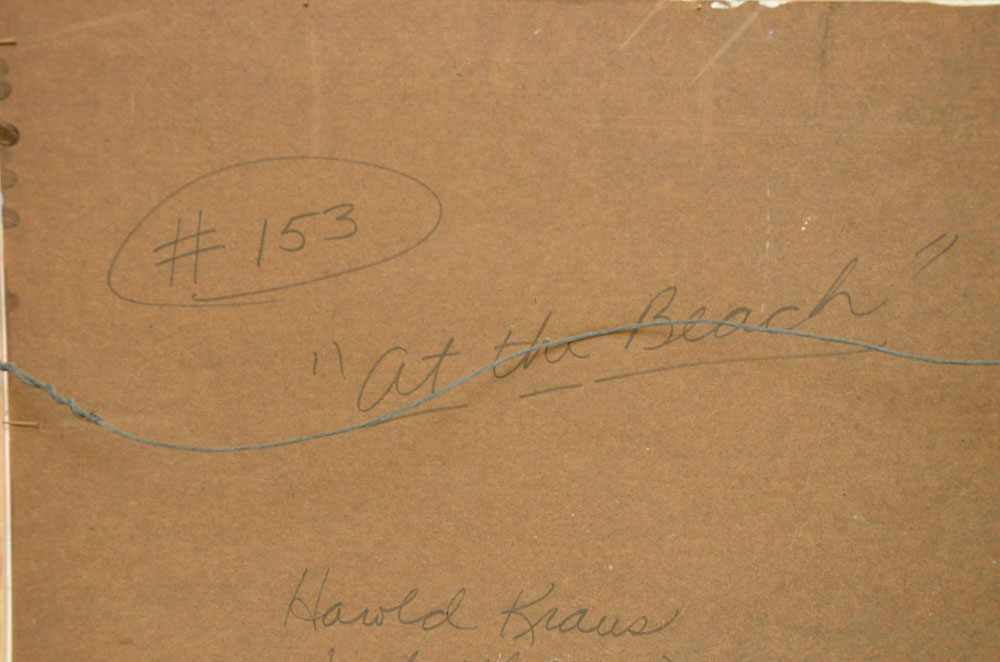 # 153
"at the Beach"
Harold Kraus